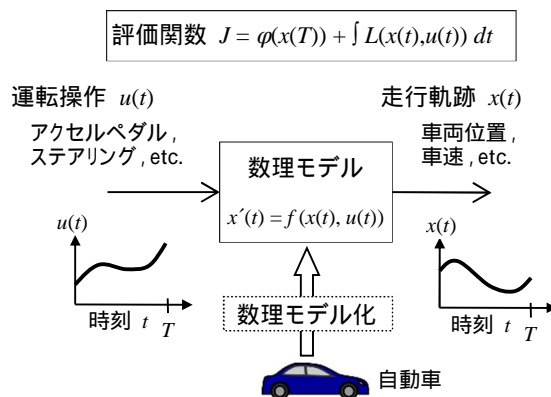 評価関数 J = φ(x(T)) + ∫ L(x(t),u(t)) dt
運転操作 u(t)
アクセルペダル,
ステアリング, etc.
走行軌跡 x(t)
車両位置,
車速, etc.
数理モデル
x´(t) = f (x(t), u(t))
u(t)
時刻 t T
x(t)
時刻 t T
数理モデル化
自動車